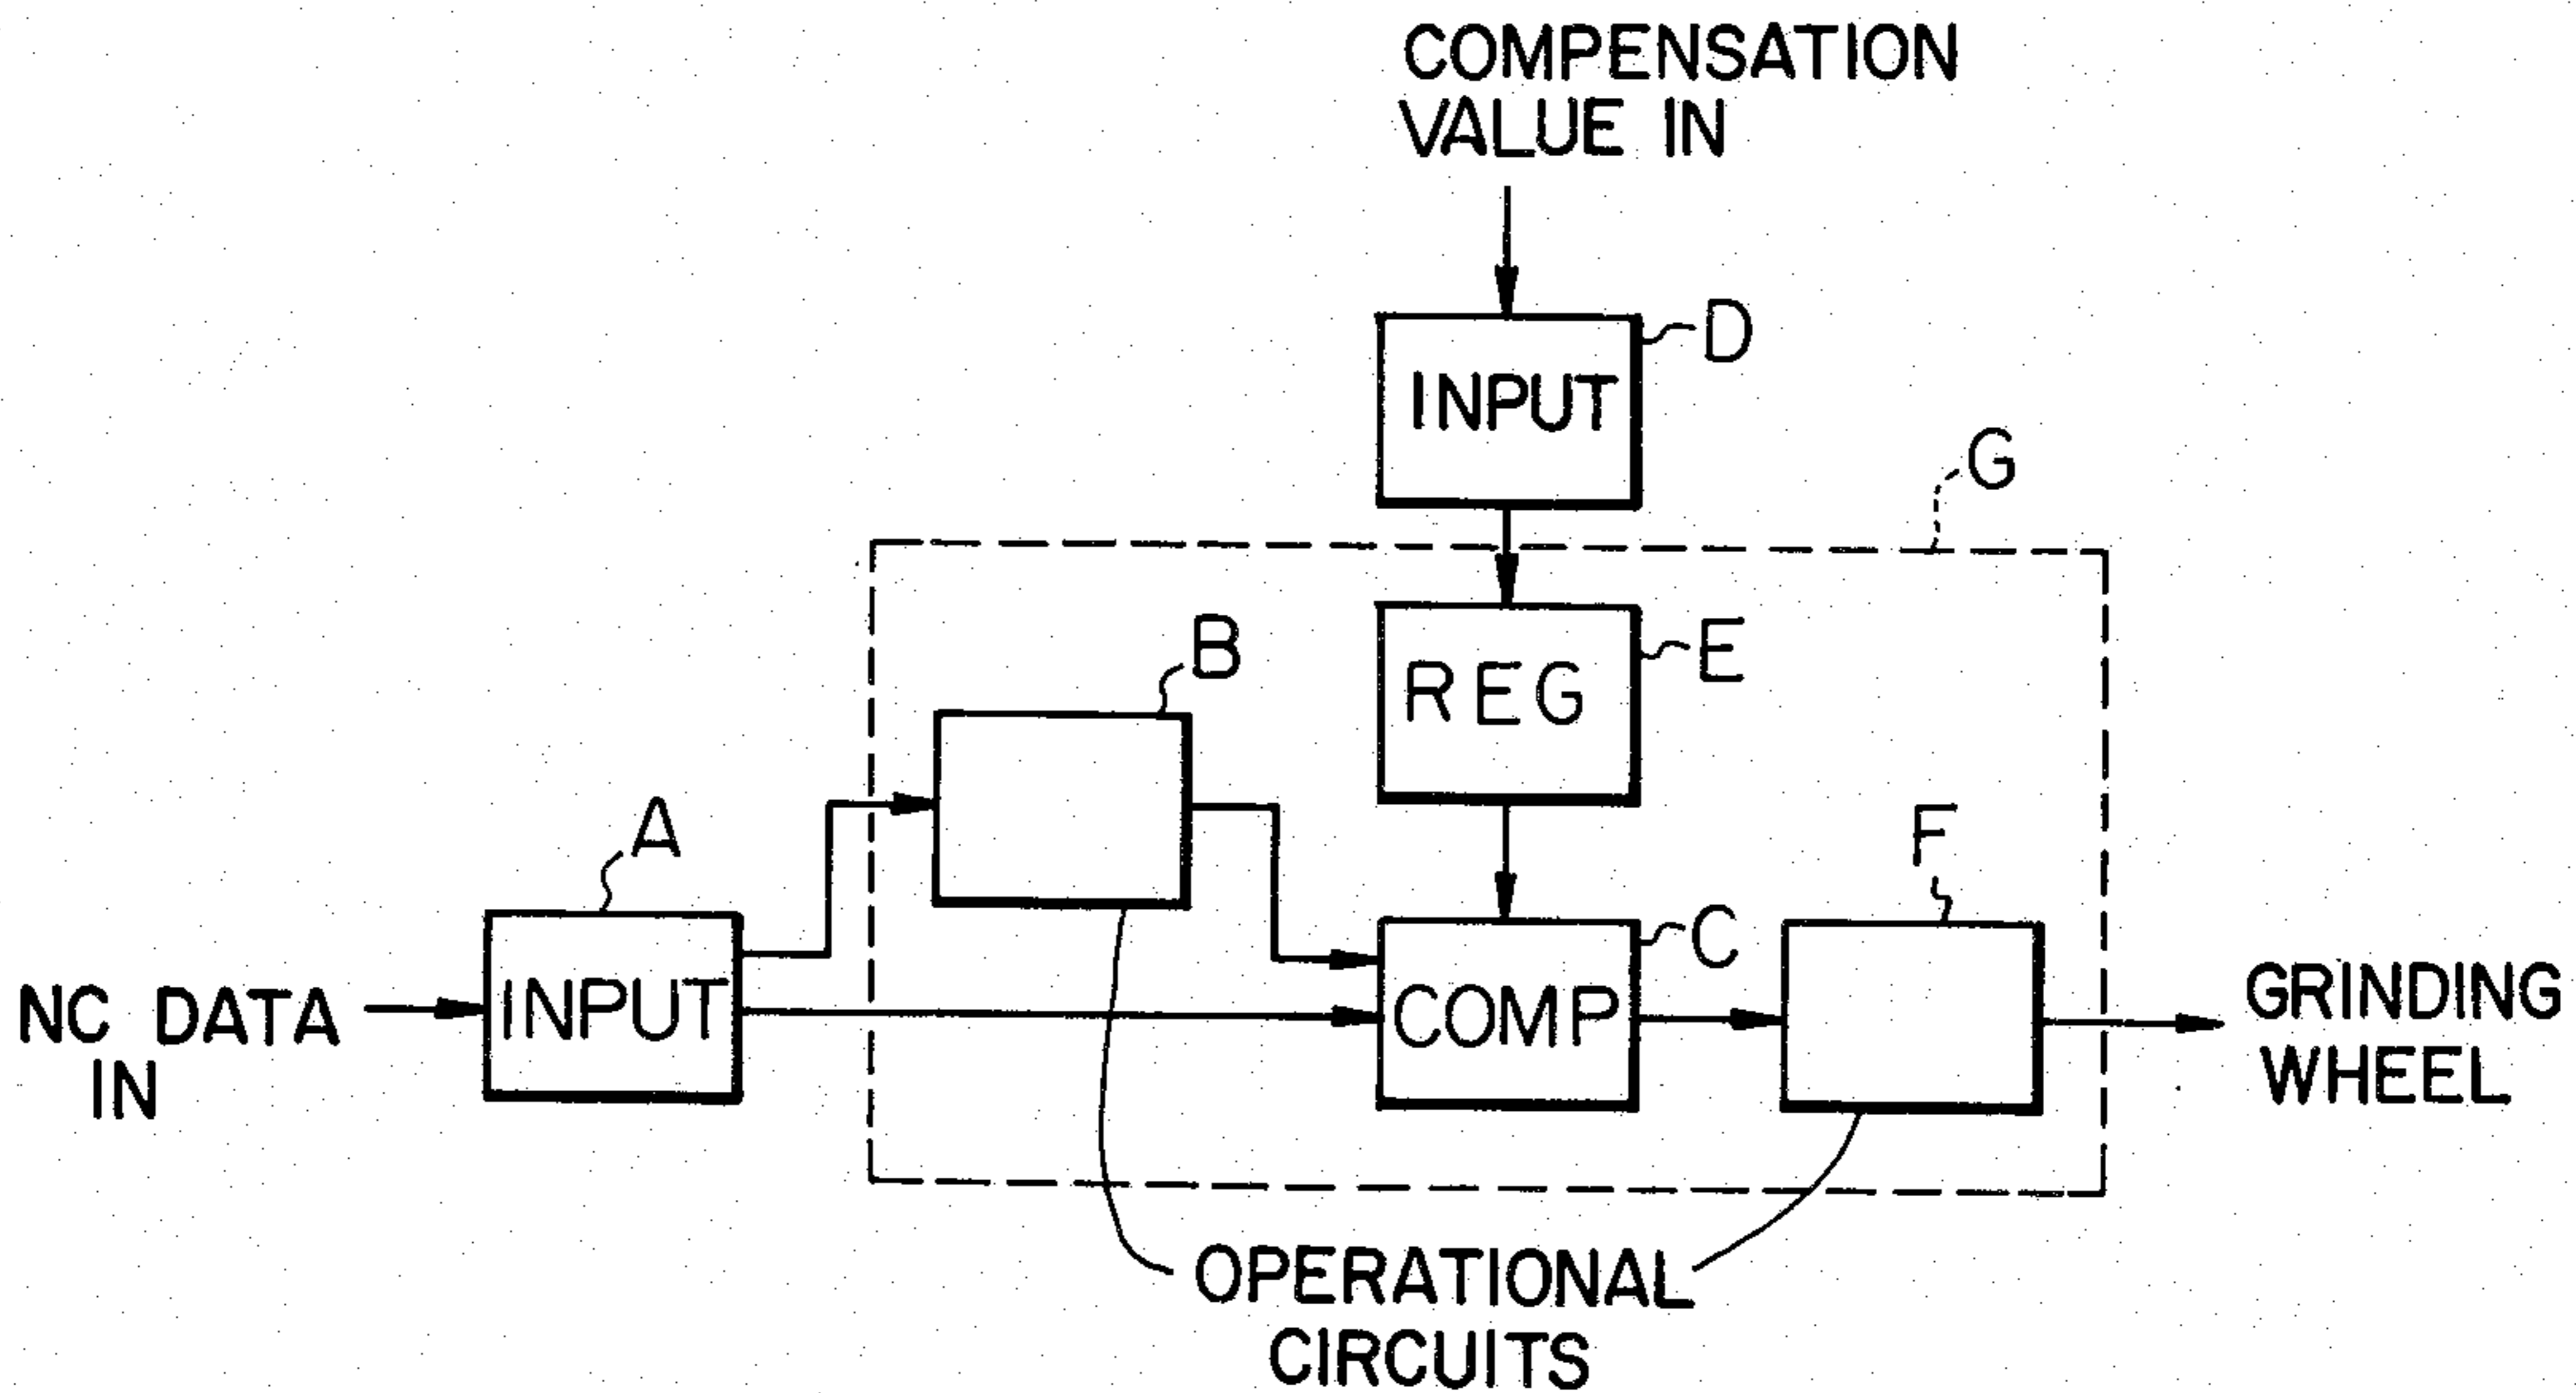 COMPENSATION
VALUE IN
D
INPUT
G
B
E
REG
A
F
C
NC DATA
IN
INPUT
COMP
GRINDING
WHEEL
OPERATIONAL
CIRCUITS